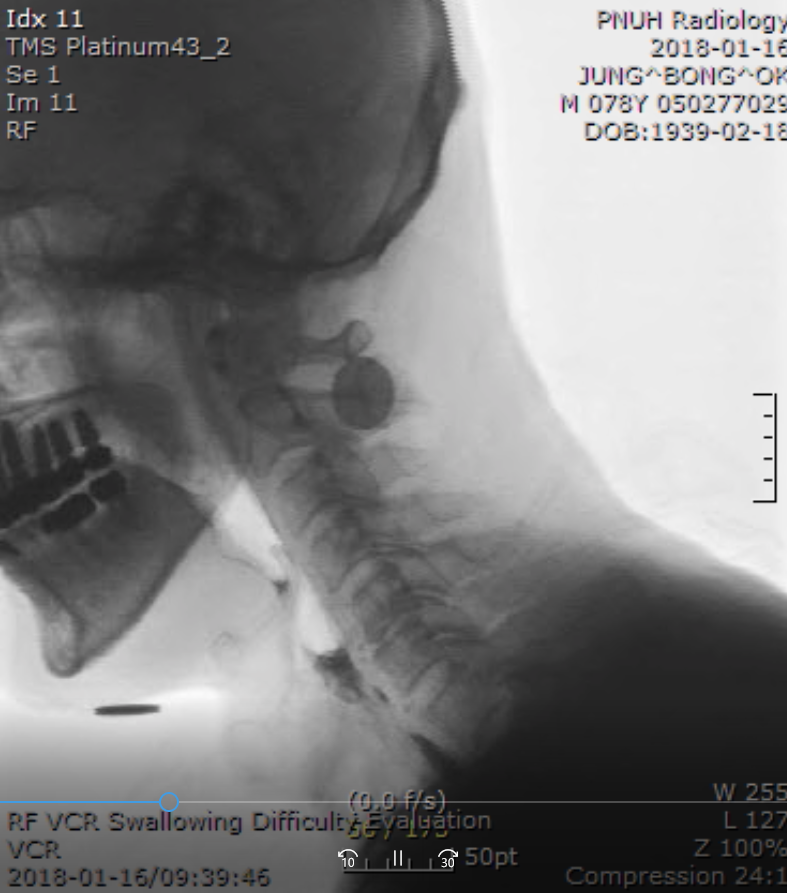 Idx 11
TMS Platinum43_2
Se 1
Im 11
RF
PNUH Radiology
2018-01-16
JUNG^BONG^OK
M 078Y 050277029
DOB:1939-02-18
(0.0 f/s)
RF VCR Swallowing Difficulty Evaluation
VCR
2018-01-16/09:39:46
10
30
50pt
W 255
L 127
Z 100%
Compression 24:1